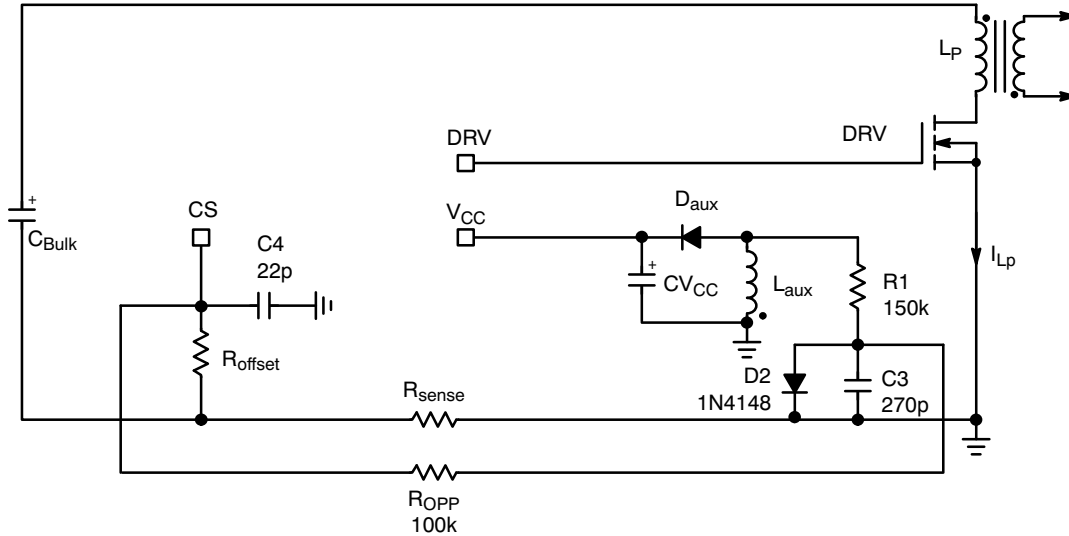 L_P
DRV
DRV
D_aux
V_CC
CS
+
C_Bulk
C4
22p
+
CV_CC
L_aux
R1
150k
I_Lp
R_offset
R_sense
D2
1N4148
C3
270p
R_OPP
100k